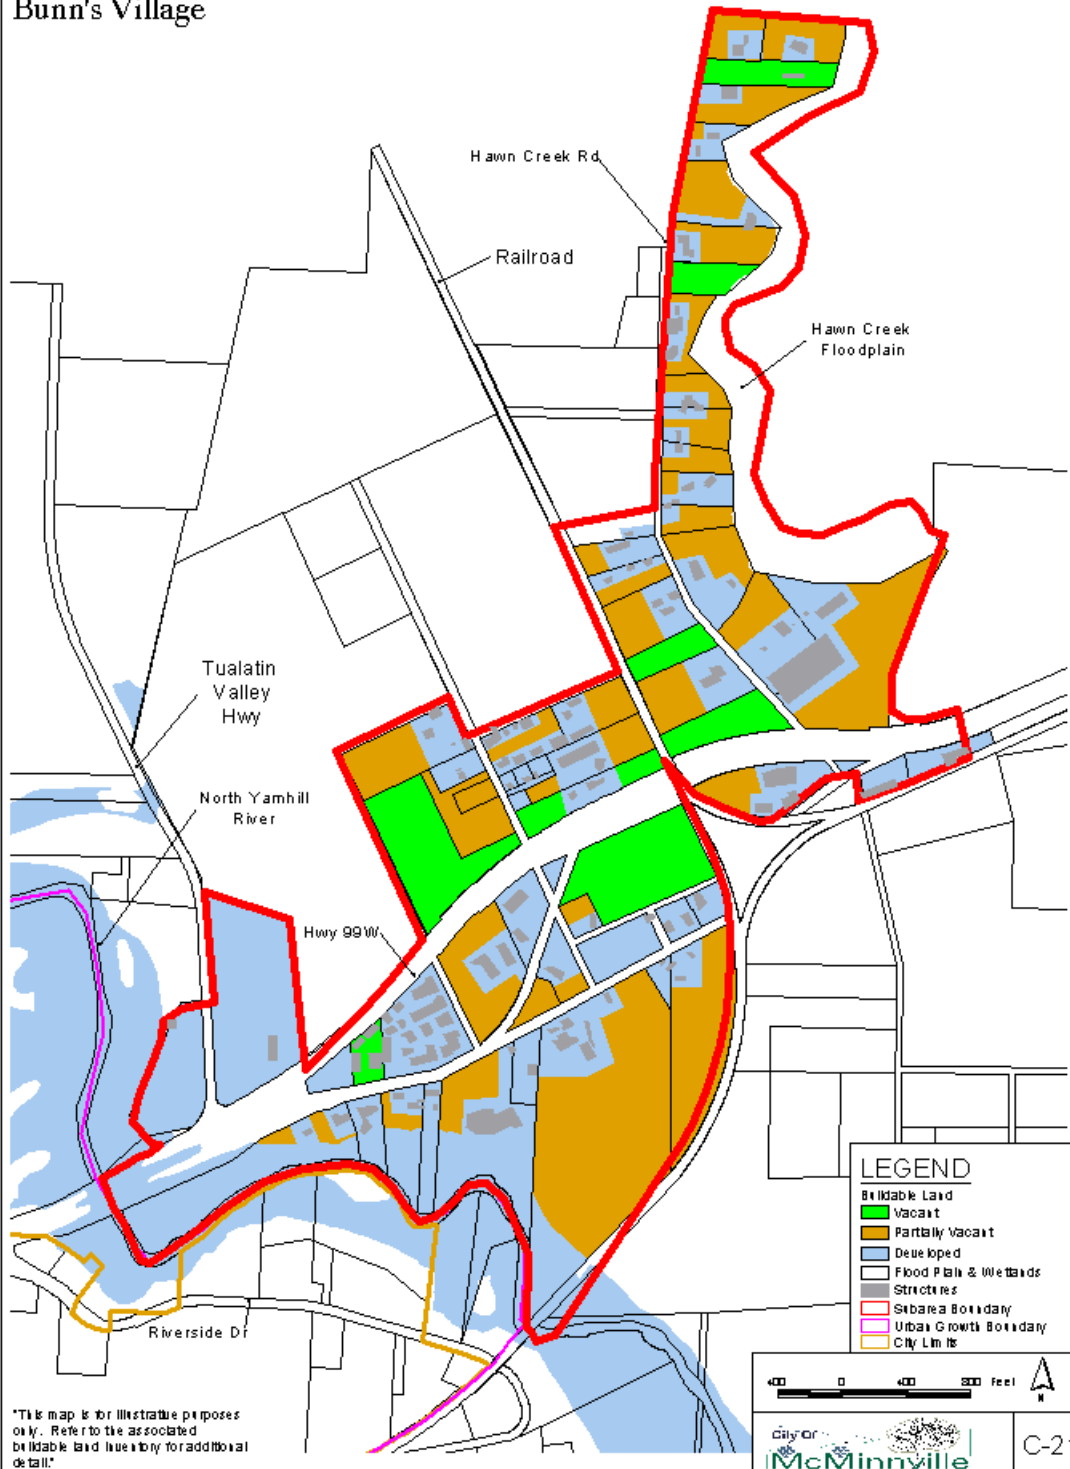 Bunn's Village
Hawn Creek Rd
Railroad
Hawn Creek
Floodplain
Tualatin
Valley
Hwy
North Yamhill
River
Hwy 99W
Riverside Dr
LEGEND
Buildable Land
Vacant
Partially Vacant
Developed
Flood Plain & Wetlands
Structures
Subarea Boundary
Urban Growth Boundary
City Limits
400 0 400 800 Feet
N
"This map is for illustrative purposes
only. Refer to the associated
buildable land inventory for additional
detail."
City Of
McMinnville
C-2